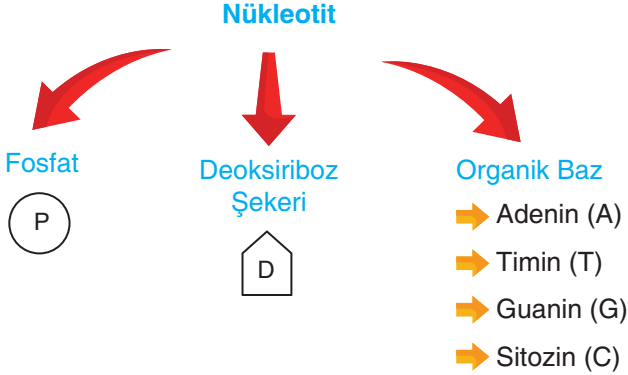 Nükleotit
Fosfat
P
Deoksiriboz
Şekeri
D
Organik Baz
Adenin (A)
Timin (T)
Guanin (G)
Sitozin (C)